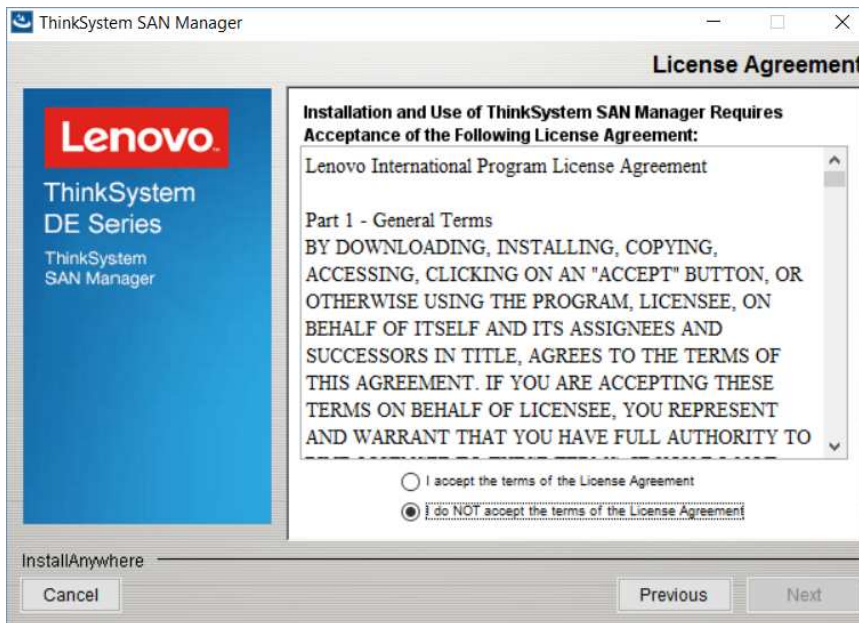 ThinkSystem SAN Manager
License Agreement
Lenovo
ThinkSystem
DE Series
ThinkSystem
SAN Manager
Installation and Use of ThinkSystem SAN Manager Requires
Acceptance of the Following License Agreement:
Lenovo International Program License Agreement
Part 1 - General Terms
BY DOWNLOADING, INSTALLING, COPYING,
ACCESSING, CLICKING ON AN "ACCEPT" BUTTON, OR
OTHERWISE USING THE PROGRAM, LICENSEE, ON
BEHALF OF ITSELF AND ITS ASSIGNEES AND
SUCCESSORS IN TITLE, AGREES TO THE TERMS OF
THIS AGREEMENT. IF YOU ARE ACCEPTING THESE
TERMS ON BEHALF OF LICENSEE, YOU REPRESENT
AND WARRANT THAT YOU HAVE FULL AUTHORITY TO
I accept the terms of the License Agreement
I do NOT accept the terms of the License Agreement
InstallAnywhere
Cancel
Previous
Next